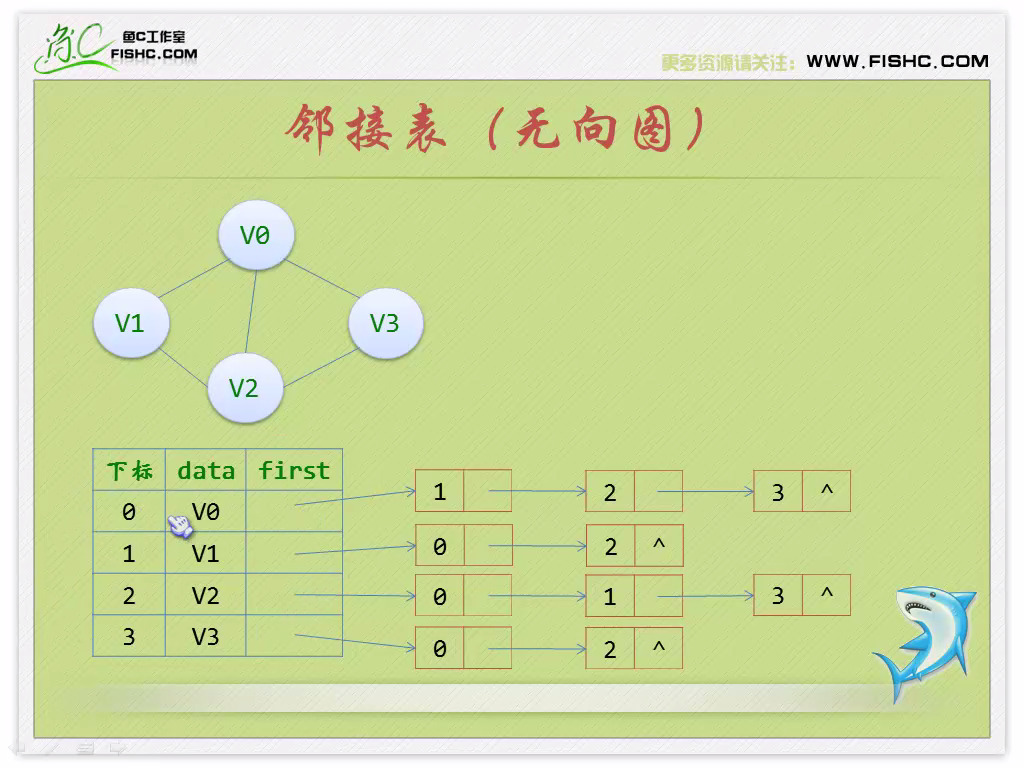 鱼C
鱼C工作室
FISHC.COM
更多资源请关注: WWW.FISHC.COM
邻接表（无向图）
V0
V1
V3
V2
下标 data first
0 V0 1 2 3 ^
1 V1 0 2 ^
2 V2 0 1 3 ^
3 V3 0 2 ^